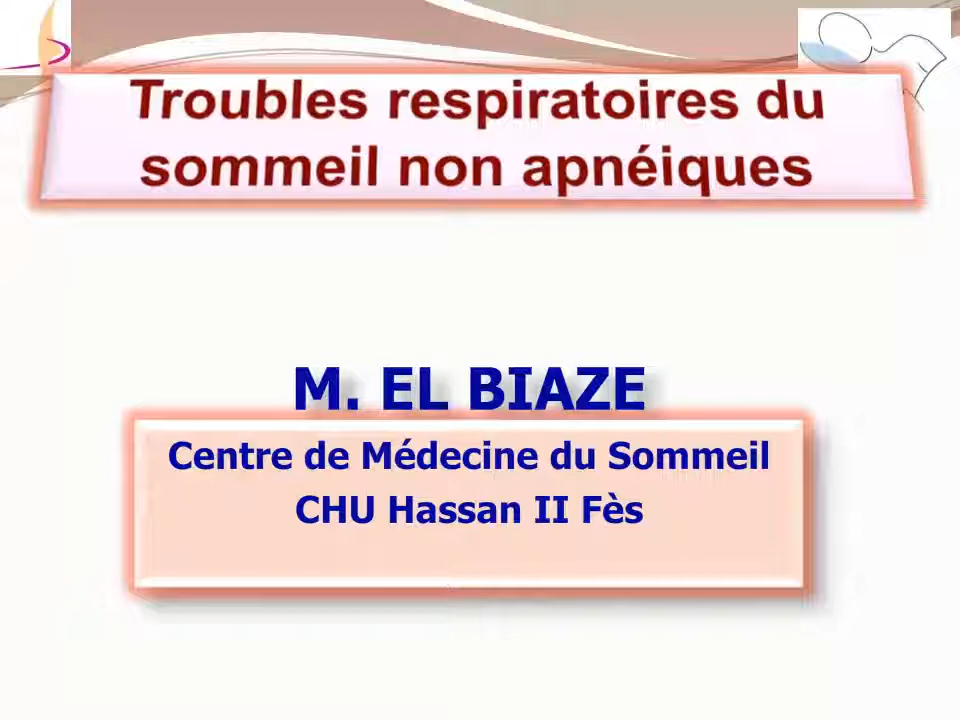 Troubles respiratoires du
sommeil non apnéiques
M. EL BIAZE
Centre de Médecine du Sommeil
CHU Hassan II Fès